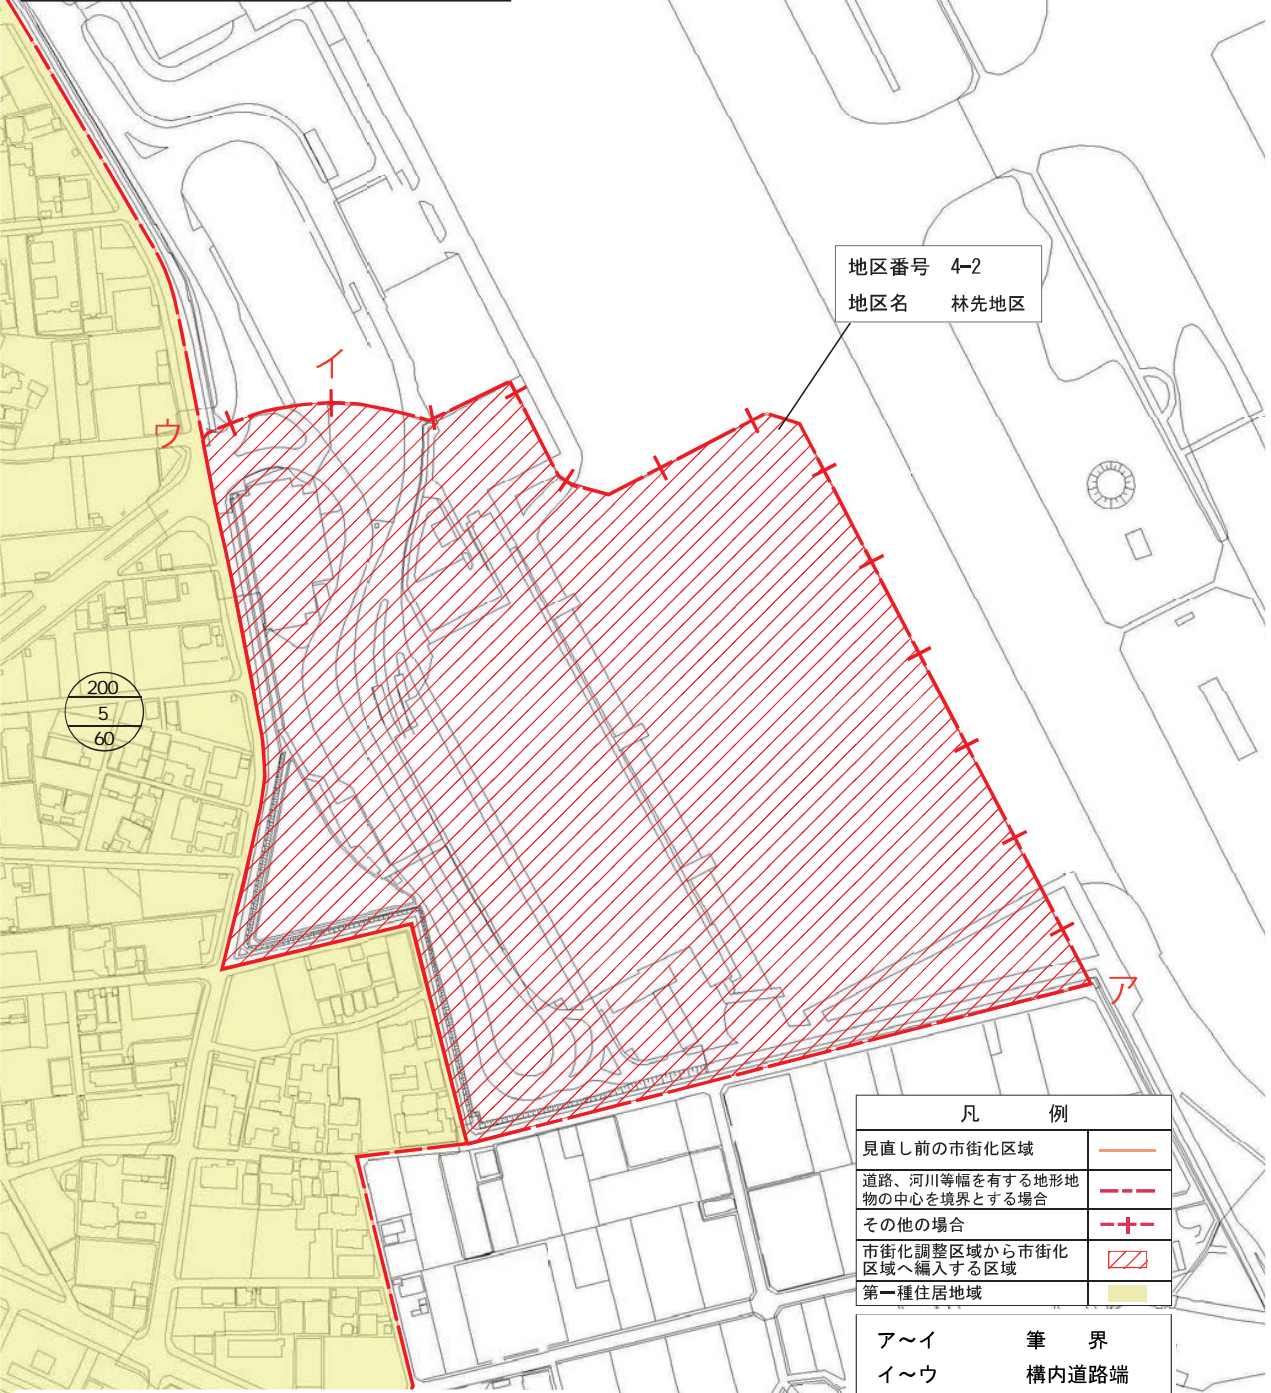 地区番号 4-2
地区名 林先地区
イ
ウ
200
5
60
ア
凡 例
見直し前の市街化区域
道路、河川等幅を有する地形地
物の中心を境界とする場合
その他の場合
市街化調整区域から市街化
区域へ編入する区域
第一種住居地域
ア～イ 筆 界
イ～ウ 構内道路端